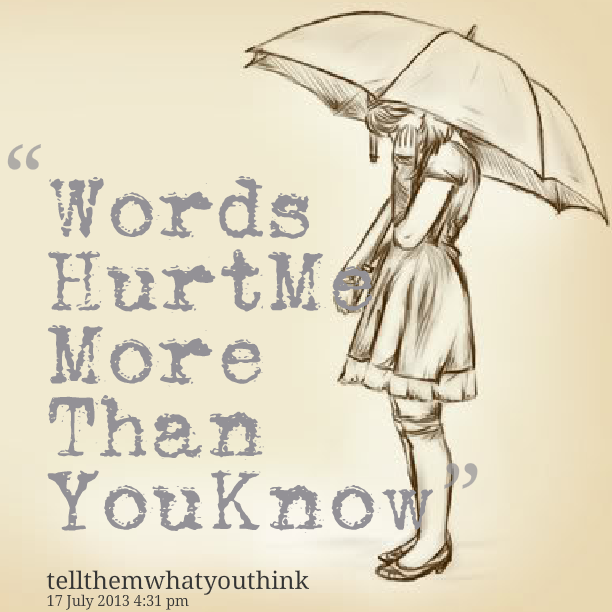 “Words
HurtMe
More
Than
YouKnow”
tellthemwhatyouthink
17 July 2013 4:31 pm